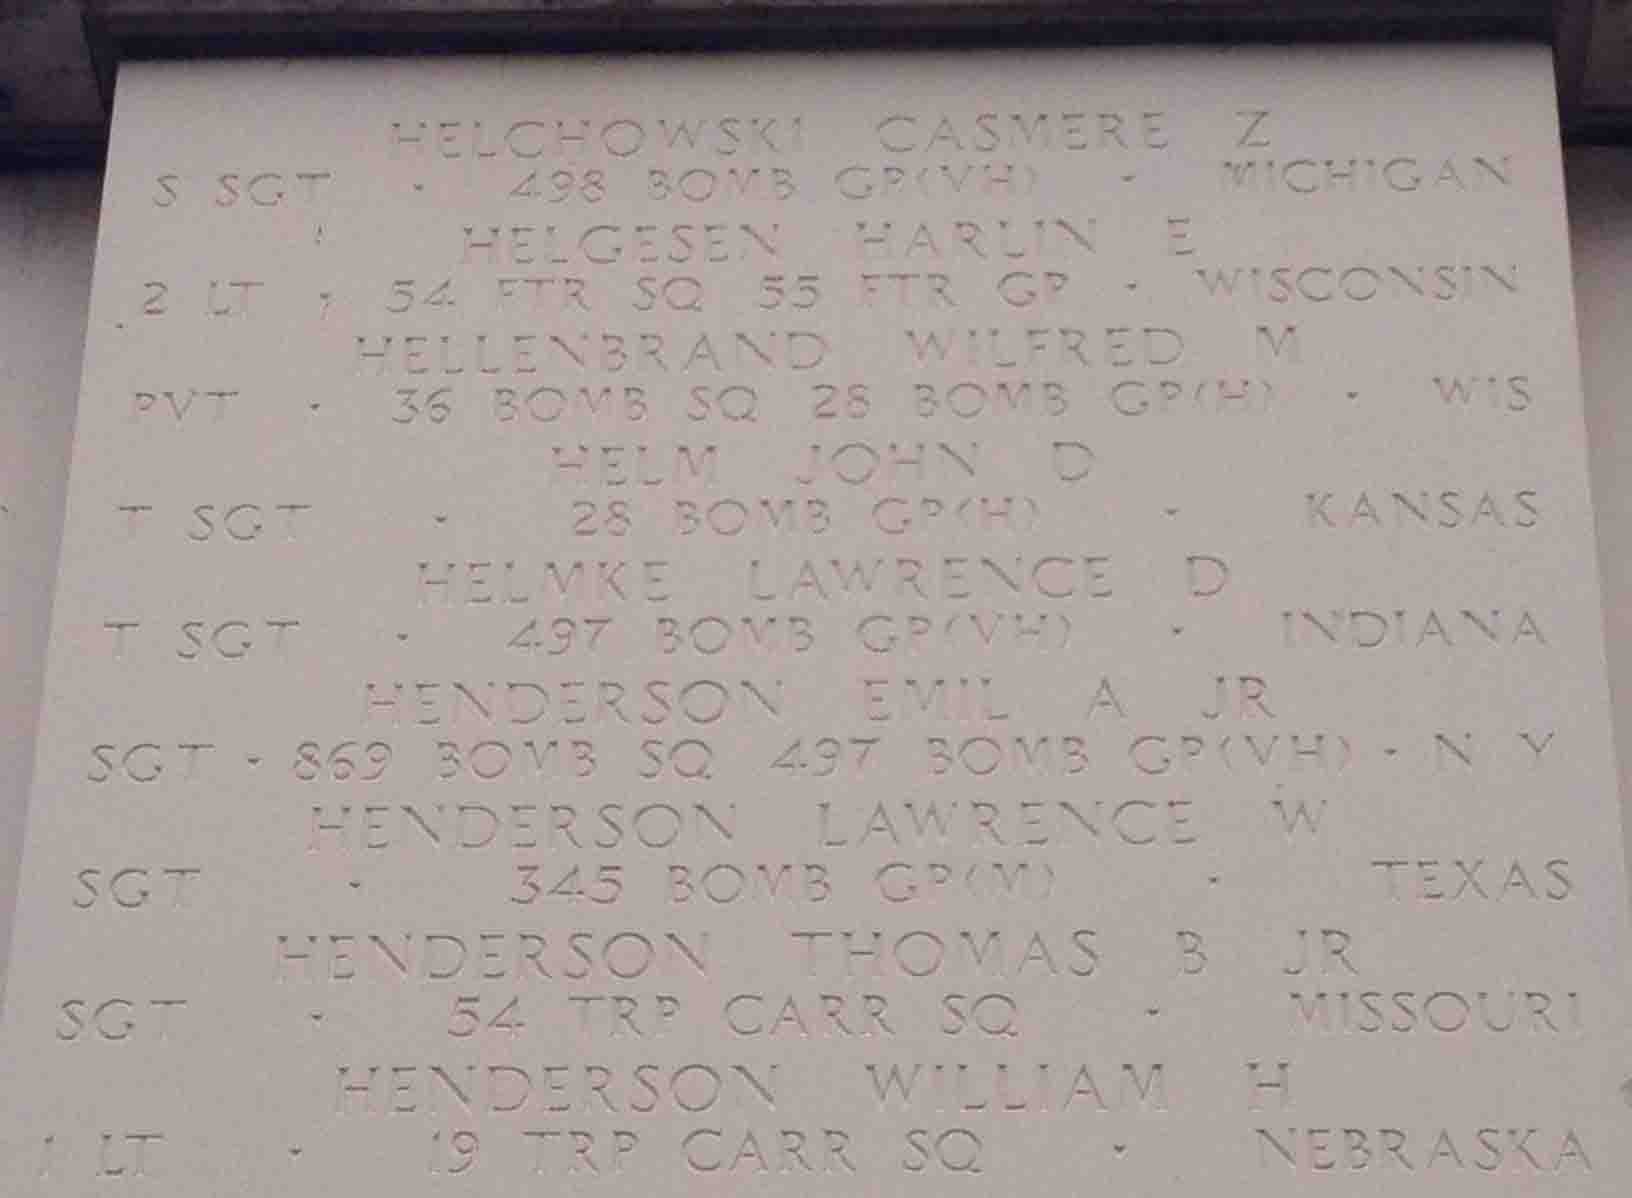 HELCHOWSKI CASMERE Z
S SGT · 498 BOMB GP(VH) · MICHIGAN
HELGESEN HARLIN E
2 LT · 54 FTR SQ 55 FTR GP · WISCONSIN
HELLENBRAND WILFRED M
PVT · 36 BOMB SQ 28 BOMB GP(H) · WIS
HELM JOHN D
T SGT · 28 BOMB GP(H) · KANSAS
HELMKE LAWRENCE D
T SGT · 497 BOMB GP(VH) · INDIANA
HENDERSON EMIL A JR
SGT · 869 BOMB SQ 497 BOMB GP(VH) · N Y
HENDERSON LAWRENCE W
SGT · 345 BOMB GP(M) · TEXAS
HENDERSON THOMAS B JR
SGT · 54 TRP CARR SQ · MISSOURI
HENDERSON WILLIAM H
1 LT · 19 TRP CARR SQ · NEBRASKA